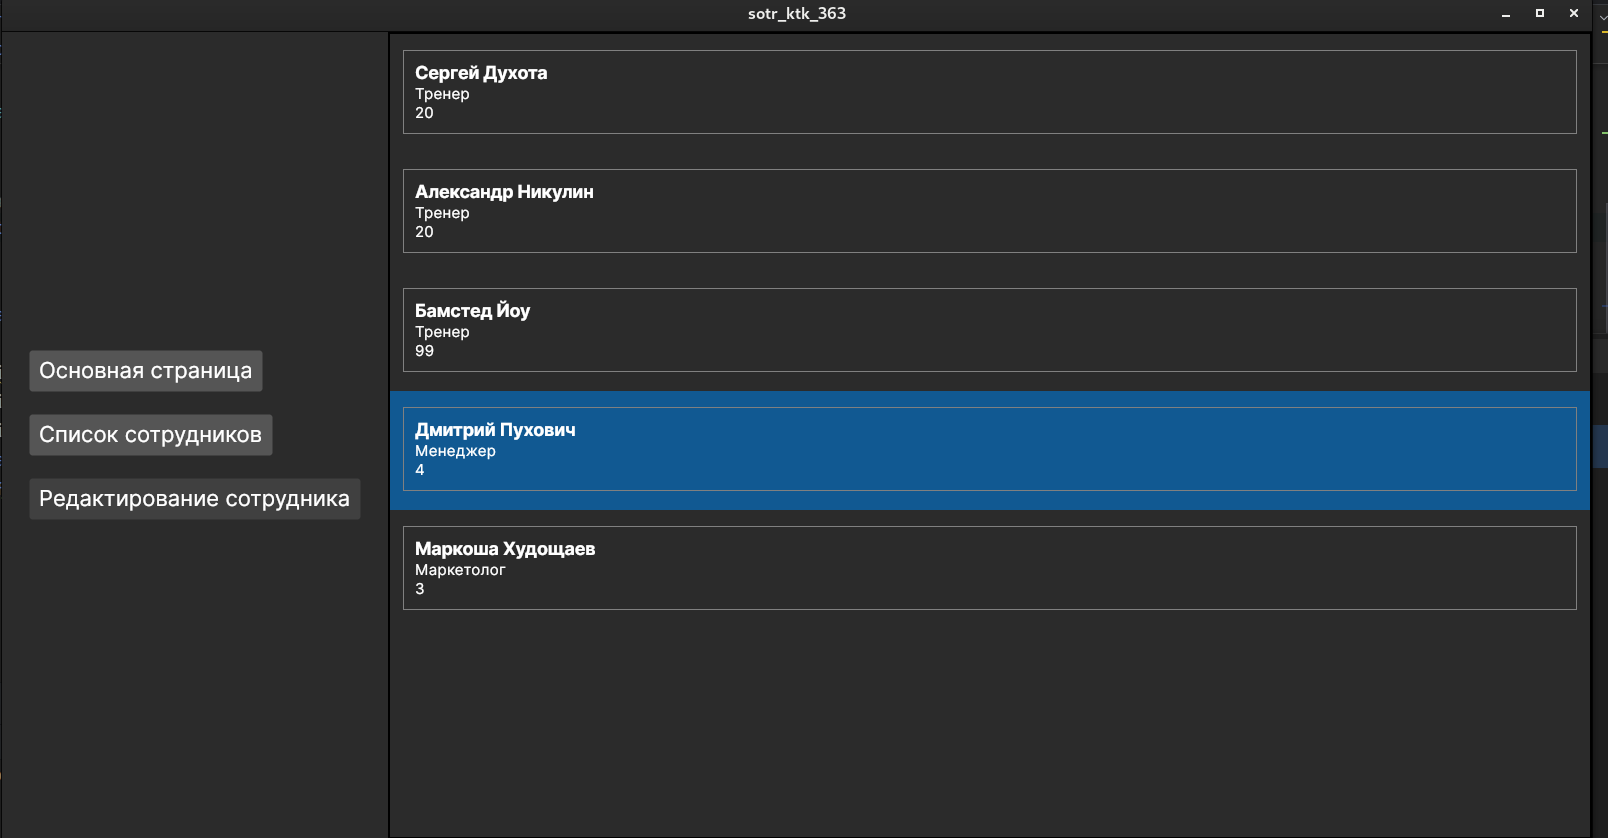 sotr_ktk_363
Сергей Духота
Тренер
20
Александр Никулин
Тренер
20
Бамстед Йоу
Тренер
99
Дмитрий Пухович
Менеджер
4
Маркоша Худощаев
Маркетолог
3
Основная страница
Список сотрудников
Редактирование сотрудника